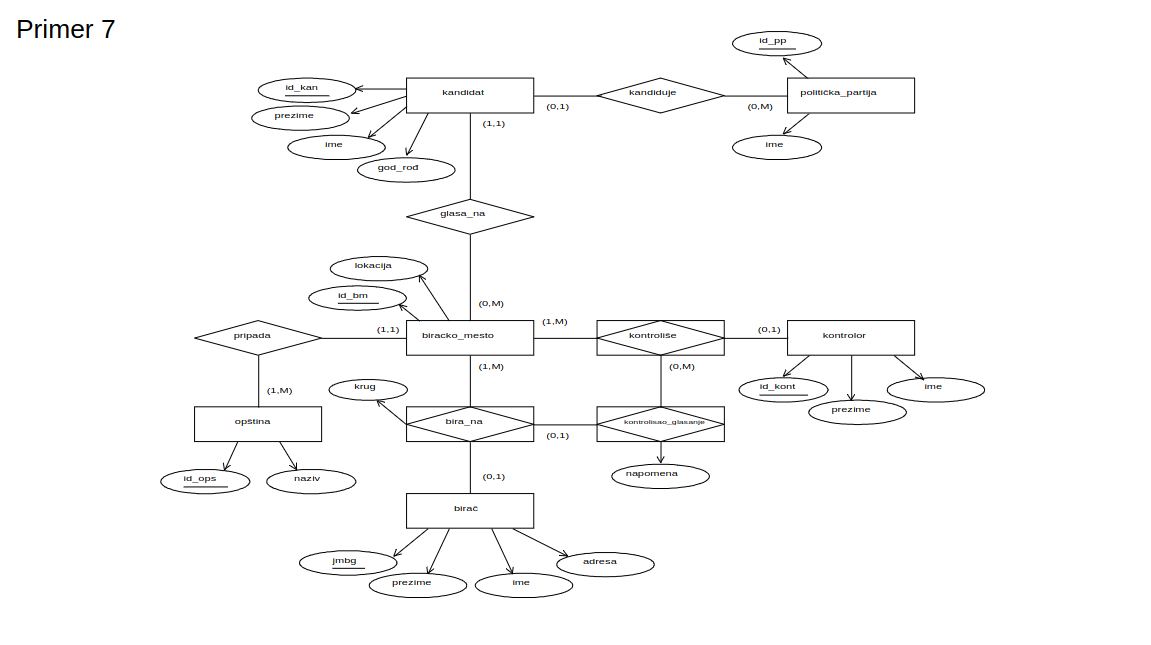 Primer 7
id_pp
id_kan
kandidat
kandiduje
politička_partija
(0,1)
(0,M)
prezime
(1,1)
ime
ime
god_rođ
glasa_na
lokacija
id_bm
(0,M)
(1,M)
(1,1)
(0,1)
pripada
biracko_mesto
kontroliše
kontrolor
(1,M)
(0,M)
krug
(1,M)
id_kont
ime
prezime
opština
bira_na
kontrolisao_glasanje
(0,1)
id_ops
naziv
(0,1)
napomena
birač
jmbg
adresa
prezime
ime